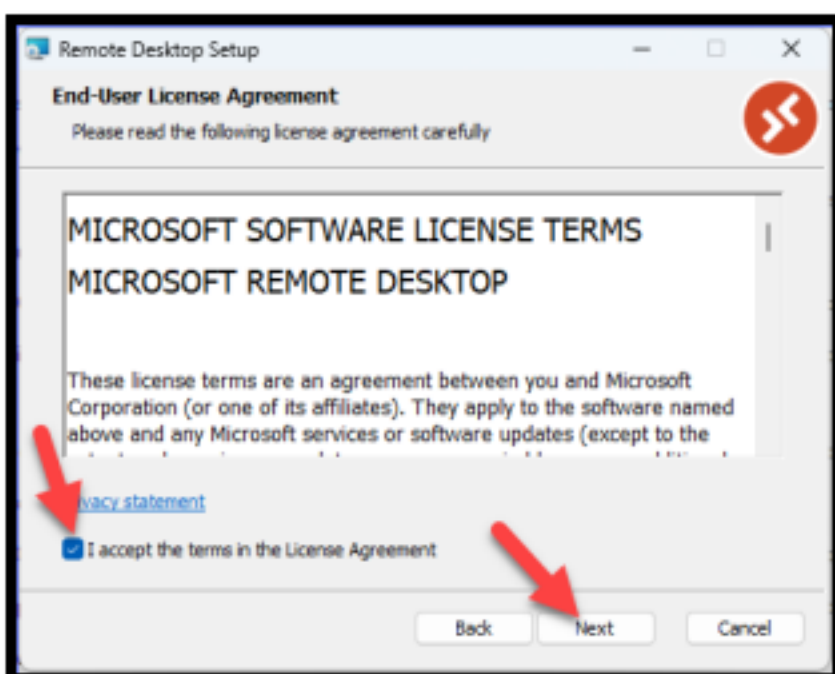 Remote Desktop Setup
End-User License Agreement
Please read the following license agreement carefully
MICROSOFT SOFTWARE LICENSE TERMS
MICROSOFT REMOTE DESKTOP
These license terms are an agreement between you and Microsoft
Corporation (or one of its affiliates). They apply to the software named
above and any Microsoft services or software updates (except to the
statement
I accept the terms in the License Agreement
Back Next Cancel